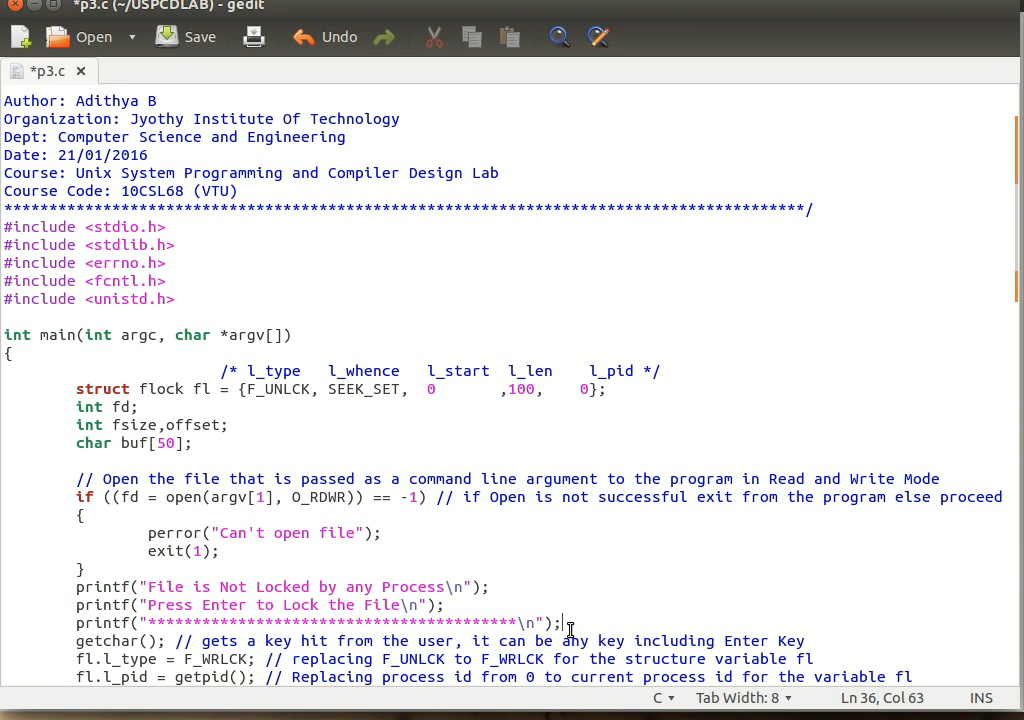 *p3.c (~/USPCDLAB) - gedit
Open Save Undo
*p3.c
Author: Adithya B
Organization: Jyothy Institute Of Technology
Dept: Computer Science and Engineering
Date: 21/01/2016
Course: Unix System Programming and Compiler Design Lab
Course Code: 10CSL68 (VTU)
*****************************************************************************************/
#include <stdio.h>
#include <stdlib.h>
#include <errno.h>
#include <fcntl.h>
#include <unistd.h>
int main(int argc, char *argv[])
{
/* l_type l_whence l_start l_len l_pid */
struct flock fl = {F_UNLCK, SEEK_SET, 0 ,100, 0};
int fd;
int fsize,offset;
char buf[50];
// Open the file that is passed as a command line argument to the program in Read and Write Mode
if ((fd = open(argv[1], O_RDWR)) == -1) // if Open is not successful exit from the program else proceed
{
perror("Can't open file");
exit(1);
}
printf("File is Not Locked by any Process\n");
printf("Press Enter to Lock the File\n");
printf("*****************************************\n");
getchar(); // gets a key hit from the user, it can be any key including Enter Key
fl.l_type = F_WRLCK; // replacing F_UNLCK to F_WRLCK for the structure variable fl
fl.l_pid = getpid(); // Replacing process id from 0 to current process id for the variable fl
C Tab Width: 8 Ln 36, Col 63 INS